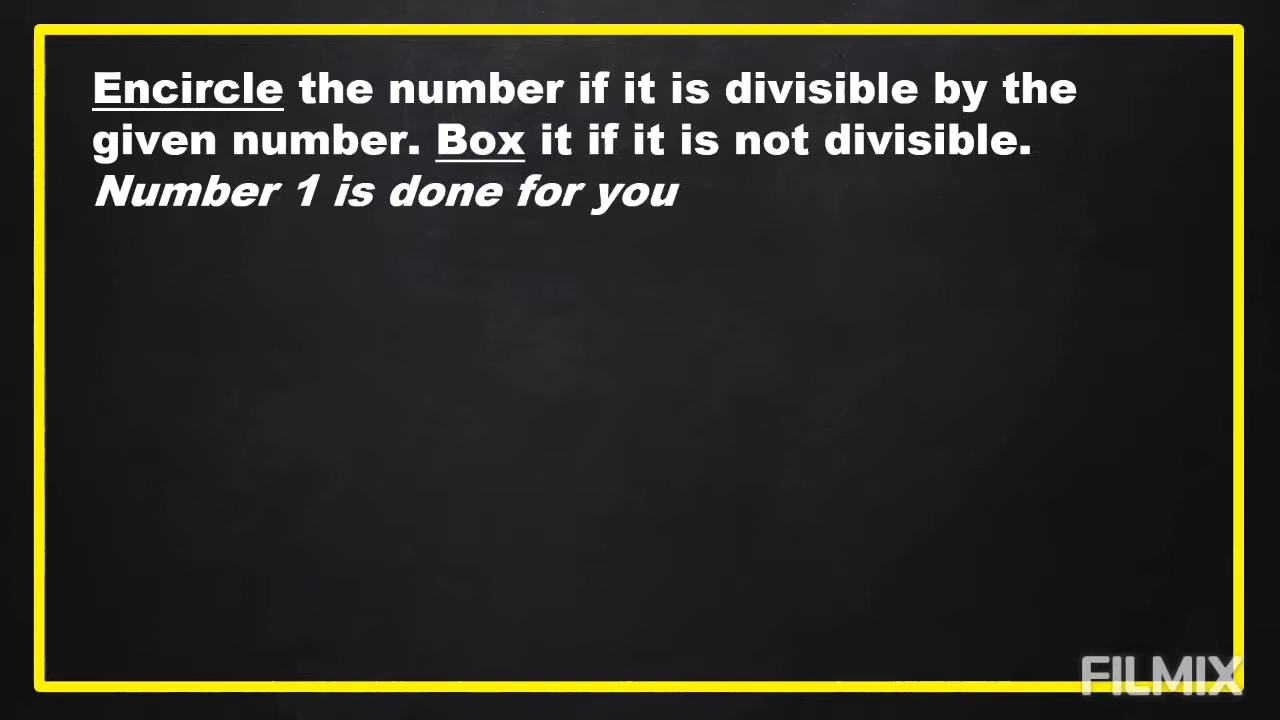 Encircle the number if it is divisible by the
given number. Box it if it is not divisible.
Number 1 is done for you
FILMIX